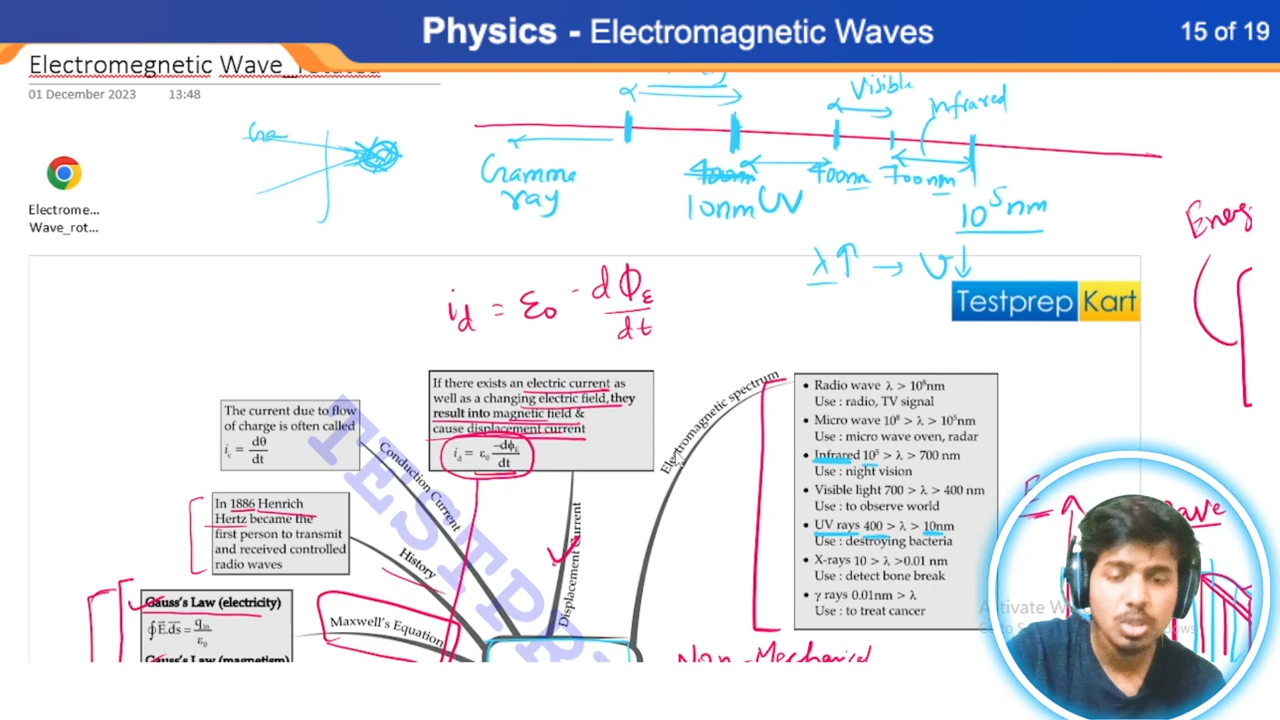 Physics - Electromagnetic Waves
15 of 19
Electromegnetic Wave_rotated
01 December 2023 13:48
Visible
Infrared
Gamma
ray
10nm
UV
400nm
700nm
10⁵nm
λ↑ → ν↓
Electrome...
Wave_rot...
Testprep Kart
i_d = ε₀ -dΦ_E/dt
If there exists an electric current as
well as a changing electric field, they
result into magnetic field &
cause displacement current
i_d = ε₀ -dϕ_E/dt
The current due to flow
of charge is often called
i_c = dθ/dt
Conduction Current
Displacement Current
Electromagnetic spectrum
In 1886 Henrich
Hertz became the
first person to transmit
and received controlled
radio waves
History
Maxwell's Equation
Gauss's Law (electricity)
∮E.ds = q_in/ε₀
Gauss's Law (magnetism)
• Radio wave λ > 10⁸nm
Use : radio, TV signal
• Micro wave 10⁸ > λ > 10⁵nm
Use : micro wave oven, radar
• Infrared 10⁵ > λ > 700 nm
Use : night vision
• Visible light 700 > λ > 400 nm
Use : to observe world
• UV rays 400 > λ > 10nm
Use : destroying bacteria
• X-rays 10 > λ >0.01 nm
Use : detect bone break
• γ rays 0.01nm > λ
Use : to treat cancer
Non-Mechanical